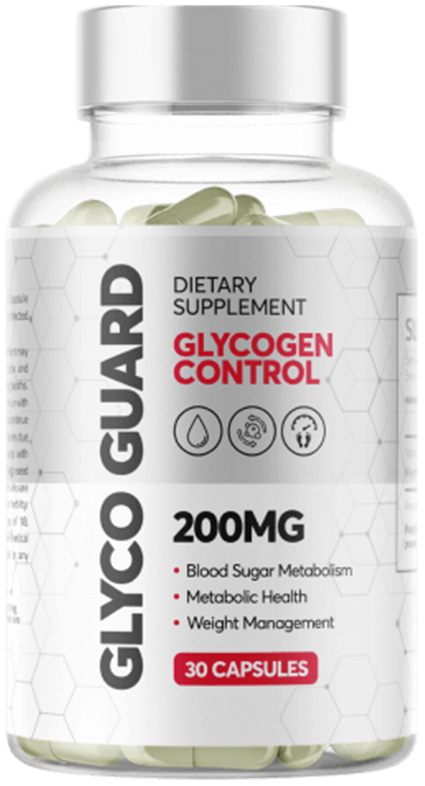 GLYCO GUARD
DIETARY
SUPPLEMENT
GLYCOGEN
CONTROL
200MG
• Blood Sugar Metabolism
• Metabolic Health
• Weight Management
30 CAPSULES